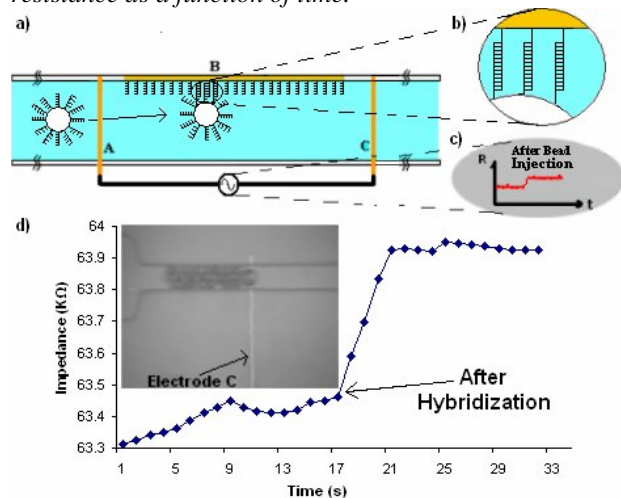 resistance as a function of time.
a)
b)
B
A
C
c)
After Bead
Injection
R
t
d)
64
63.9
63.8
63.7
63.6
63.5
63.4
63.3
Impedance (KΩ)
Electrode C
After
Hybridization
1 5 9 13 17 21 25 29 33
Time (s)